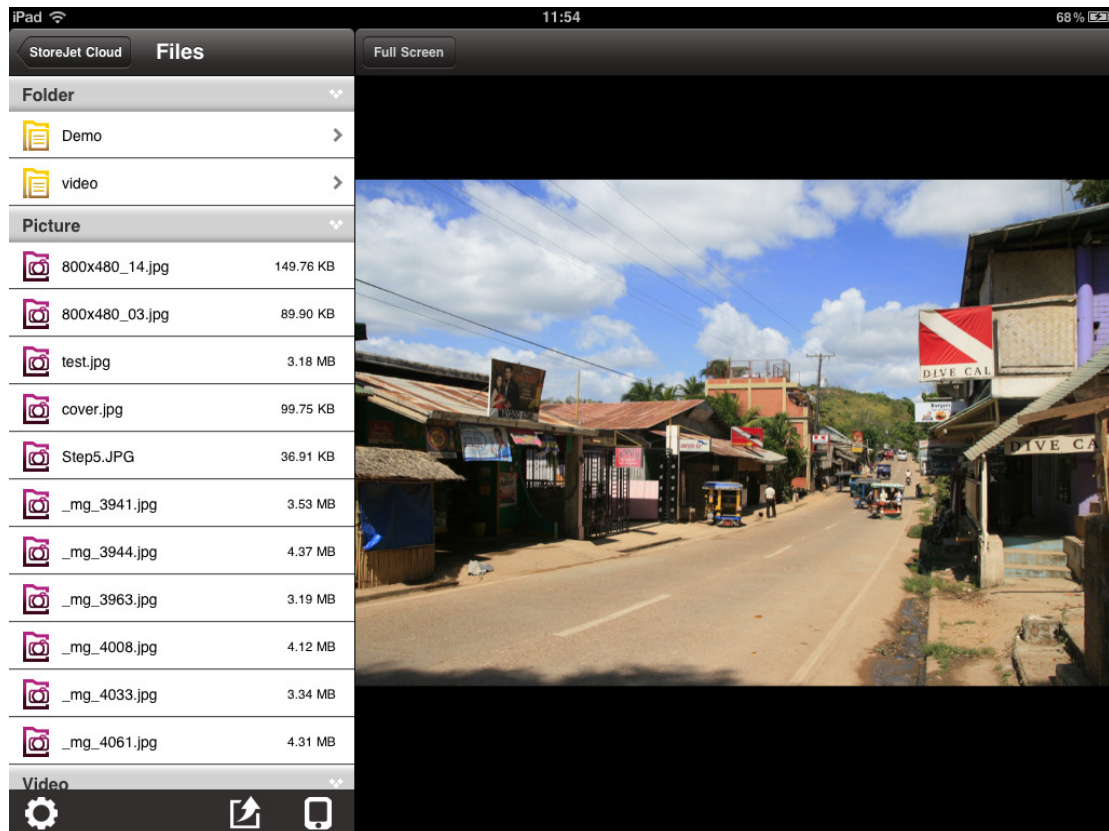 iPad 11:54 68%
StoreJet Cloud Files Full Screen
Folder
Demo
video
Picture
800x480_14.jpg 149.76 KB
800x480_03.jpg 89.90 KB
test.jpg 3.18 MB
cover.jpg 99.75 KB
Step5.JPG 36.91 KB
_mg_3941.jpg 3.53 MB
_mg_3944.jpg 4.37 MB
_mg_3963.jpg 3.19 MB
_mg_4008.jpg 4.12 MB
_mg_4033.jpg 3.34 MB
_mg_4061.jpg 4.31 MB
Video
DIVE CAL
Burgers
DIVE CA